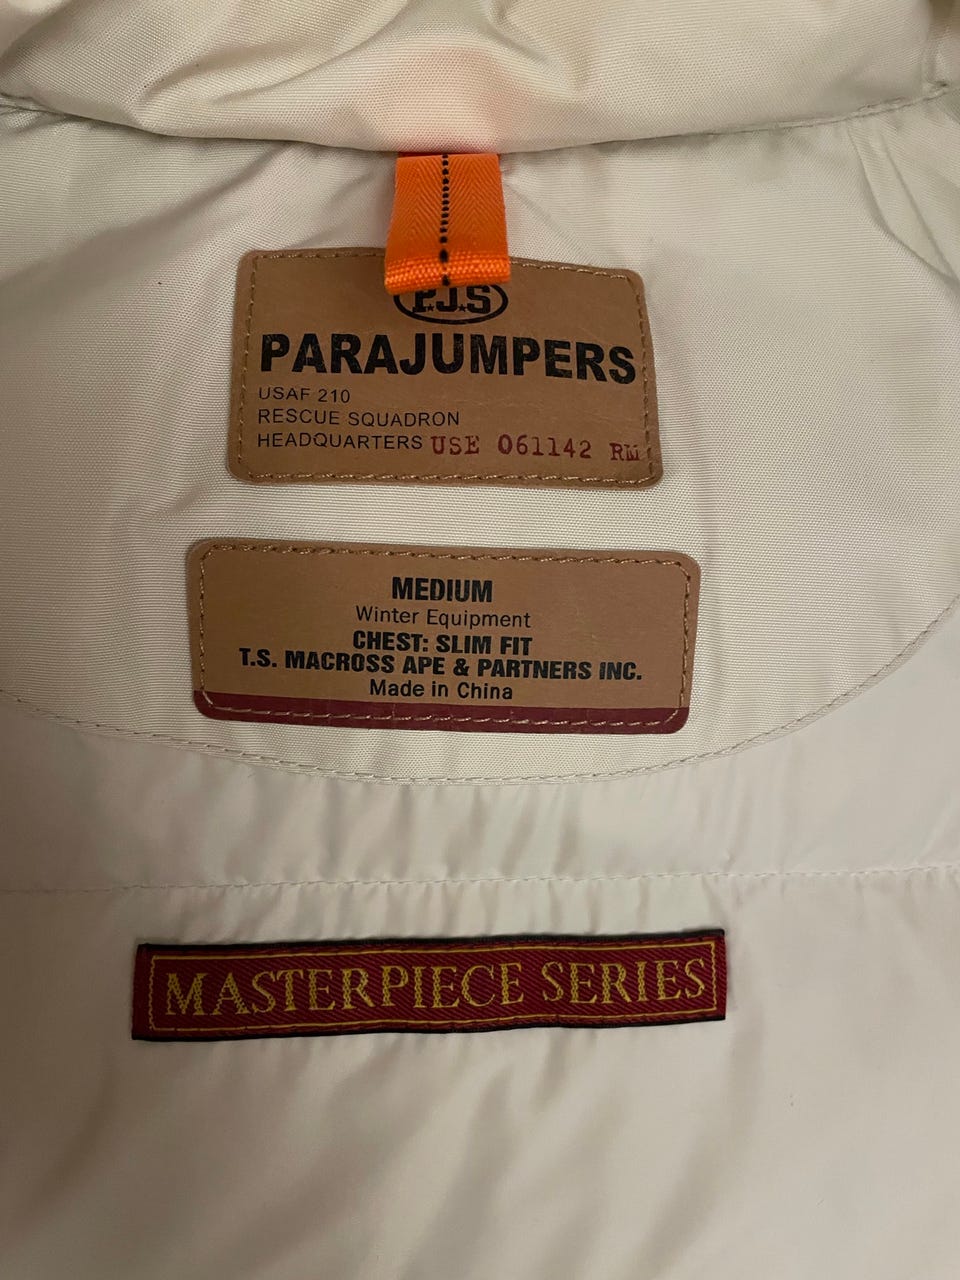 P.J.S
PARAJUMPERS
USAF 210
RESCUE SQUADRON
HEADQUARTERS USE 061142 RM
MEDIUM
Winter Equipment
CHEST: SLIM FIT
T.S. MACROSS APE & PARTNERS INC.
Made in China
MASTERPIECE SERIES